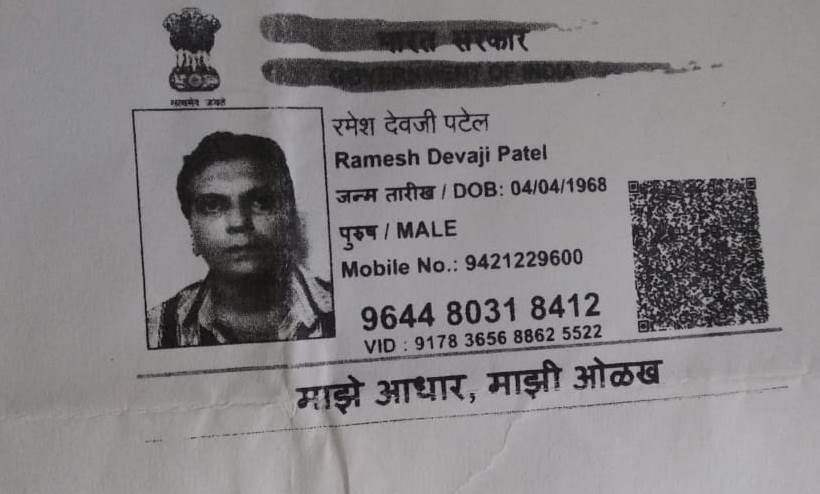 भारत सरकार
GOVERNMENT OF INDIA
सत्यमेव जयते
रमेश देवजी पटेल
Ramesh Devaji Patel
जन्म तारीख / DOB: 04/04/1968
पुरुष / MALE
Mobile No.: 9421229600
9644 8031 8412
VID : 9178 3656 8862 5522
माझे आधार, माझी ओळख